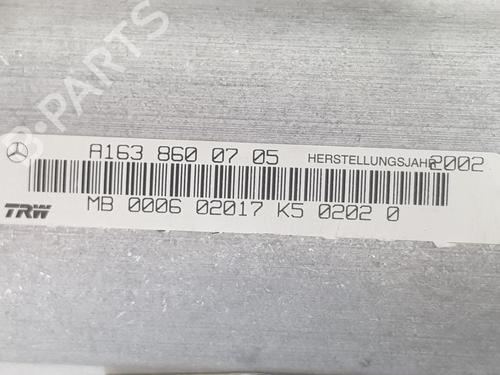 B-PARTS
A163 860 07 05 HERSTELLUNGSJAHR 2002
TRW MB 0006 02017 K5 0202 0